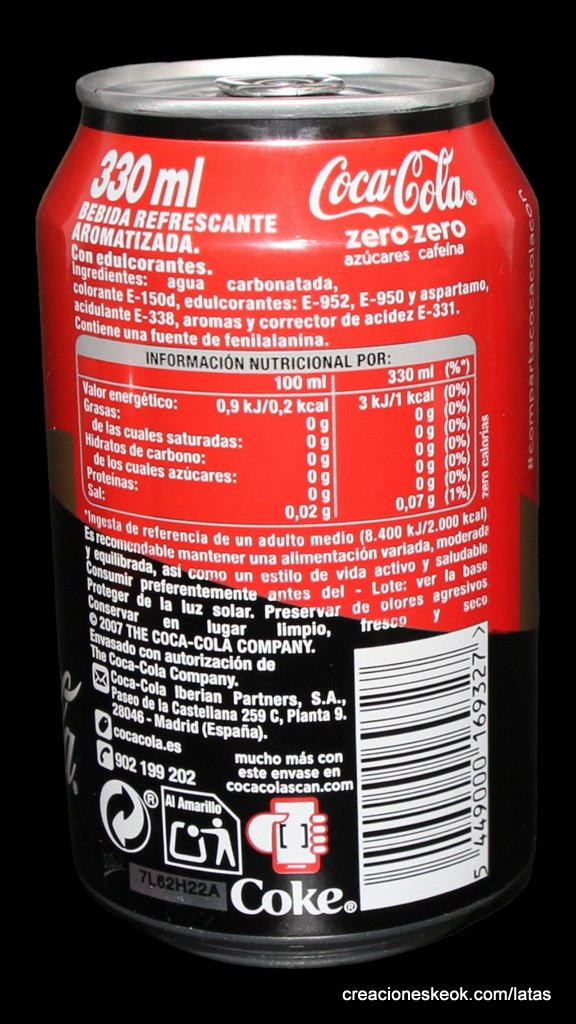 330 ml
BEBIDA REFRESCANTE
AROMATIZADA.
Con edulcorantes.
Coca-Cola®
zero zero
azúcares cafeína
Ingredientes: agua carbonatada,
colorante E-150d, edulcorantes: E-952, E-950 y aspartamo,
acidulante E-338, aromas y corrector de acidez E-331.
Contiene una fuente de fenilalanina.
INFORMACIÓN NUTRICIONAL POR:
100 ml 330 ml (%*)
Valor energético: 0,9 kJ/0,2 kcal 3 kJ/1 kcal (0%)
Grasas: 0 g 0 g (0%)
de las cuales saturadas: 0 g 0 g (0%)
Hidratos de carbono: 0 g 0 g (0%)
de los cuales azúcares: 0 g 0 g (0%)
Proteínas: 0 g 0 g (0%)
Sal: 0,02 g 0,07 g (1%)
zero calorías
#compartecocacolacon
*Ingesta de referencia de un adulto medio (8.400 kJ/2.000 kcal)
Es recomendable mantener una alimentación variada, moderada
y equilibrada, así como un estilo de vida activo y saludable
Consumir preferentemente antes del - Lote: ver la base
Proteger de la luz solar. Preservar de olores agresivos
Conservar en lugar limpio, fresco y seco
© 2007 THE COCA-COLA COMPANY.
Envasado con autorización de
The Coca-Cola Company.
Coca-Cola Iberian Partners, S.A.,
Paseo de la Castellana 259 C, Planta 9.
28046 - Madrid (España).
cocacola.es
902 199 202
mucho más con
este envase en
cocacolascan.com
®
Al Amarillo
7L62H22A
Coke®
5 449000 169327 >
creacioneskeok.com/latas